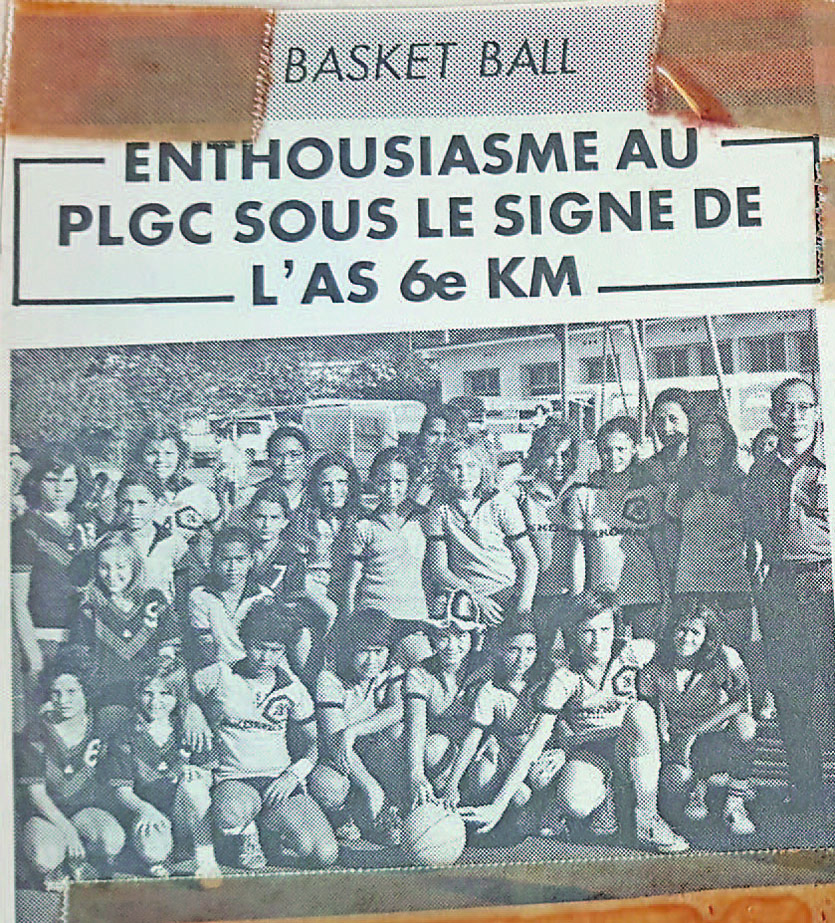 BASKET BALL
ENTHOUSIASME AU
PLGC SOUS LE SIGNE DE
L'AS 6e KM